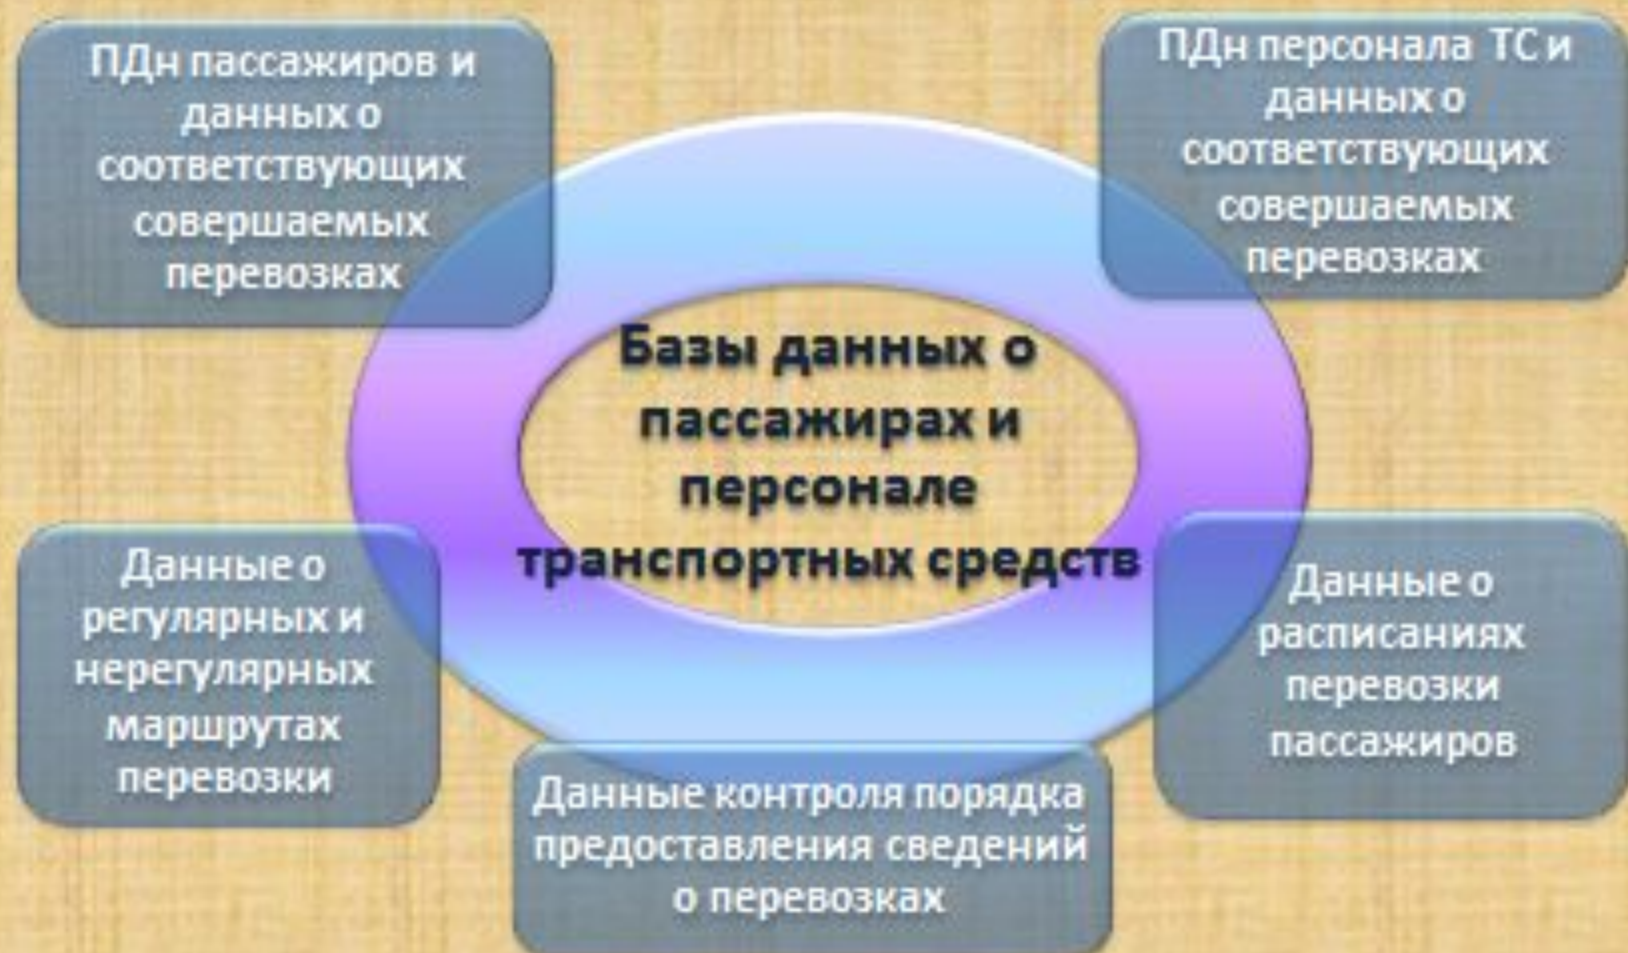 ПДн пассажиров и
данных о
соответствующих
совершаемых
перевозках
ПДн персонала ТС и
данных о
соответствующих
совершаемых
перевозках
Базы данных о
пассажирах и
персонале
транспортных средств
Данные о
регулярных и
нерегулярных
маршрутах
перевозки
Данные о
расписаниях
перевозки
пассажиров
Данные контроля порядка
предоставления сведений
о перевозках